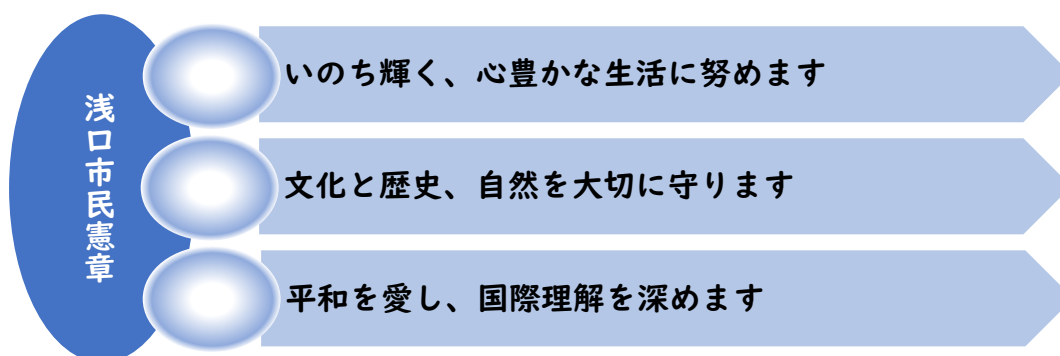 浅口市民憲章
いのち輝く、心豊かな生活に努めます
文化と歴史、自然を大切に守ります
平和を愛し、国際理解を深めます